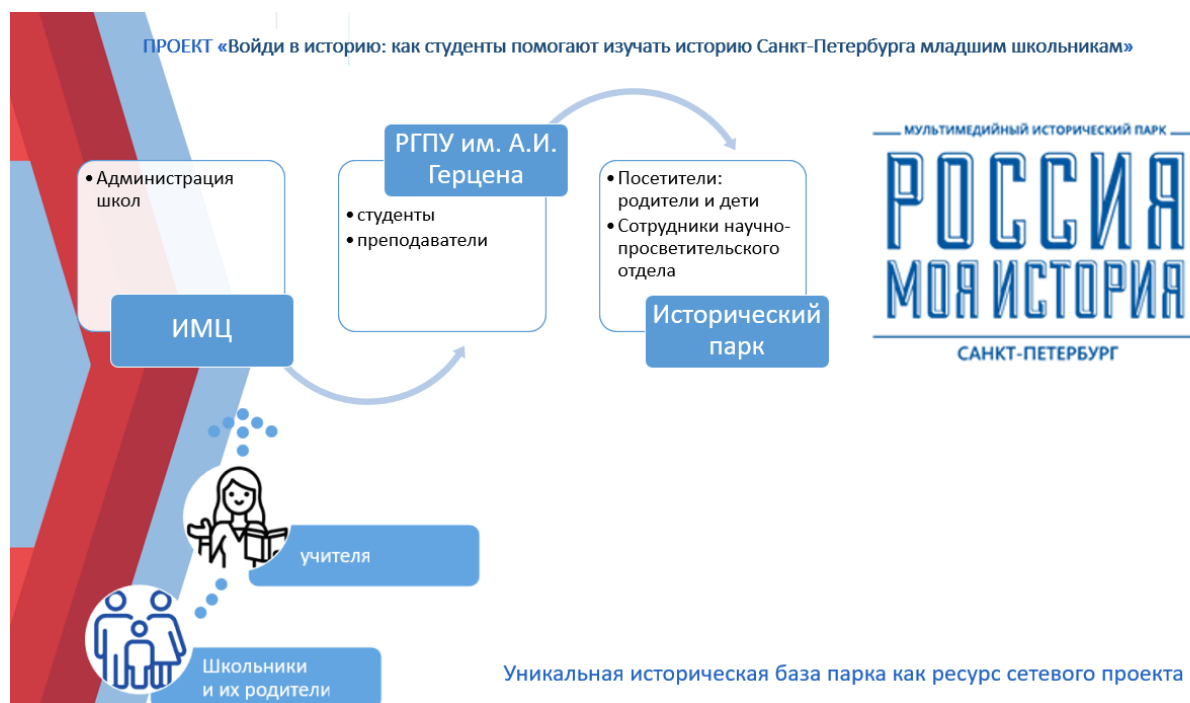 ПРОЕКТ «Войди в историю: как студенты помогают изучать историю Санкт-Петербурга младшим школьникам»
• Администрация
школ
ИМЦ
РГПУ им. А.И.
Герцена
• студенты
• преподаватели
• Посетители:
родители и дети
• Сотрудники научно-
просветительского
отдела
Исторический
парк
МУЛЬТИМЕДИЙНЫЙ ИСТОРИЧЕСКИЙ ПАРК
РОССИЯ
МОЯ ИСТОРИЯ
САНКТ-ПЕТЕРБУРГ
учителя
Школьники
и их родители
Уникальная историческая база парка как ресурс сетевого проекта